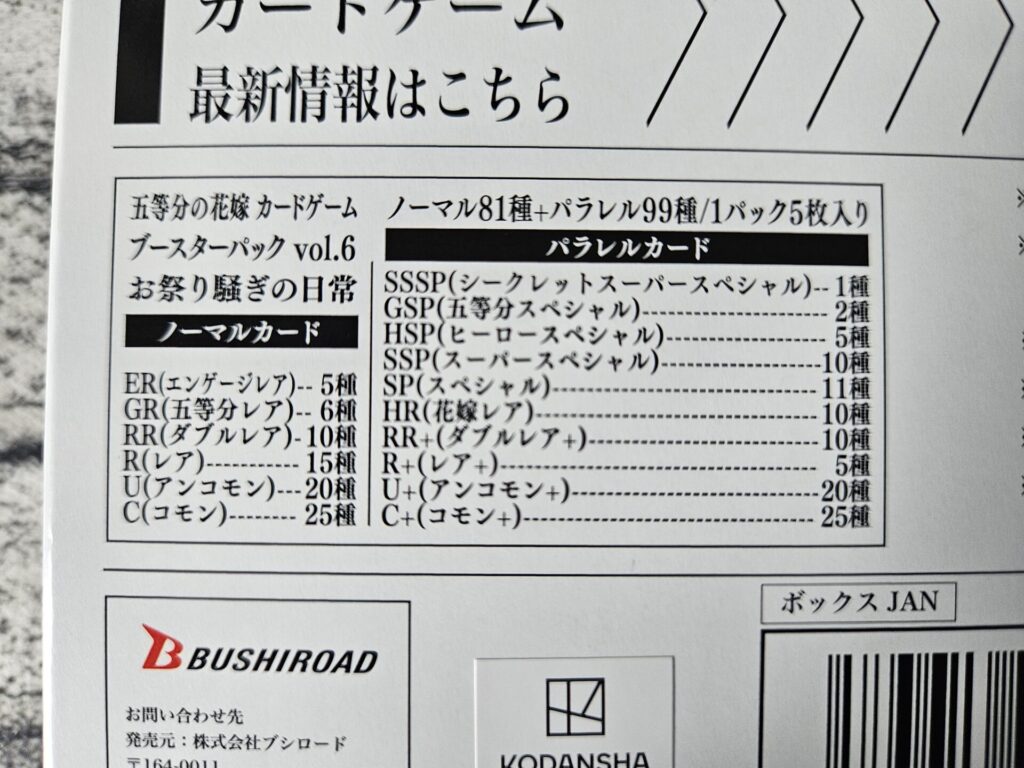 カードゲーム
最新情報はこちら
五等分の花嫁 カードゲーム
ブースターパック vol.6
お祭り騒ぎの日常
ノーマルカード
ER(エンゲージレア)-- 5種
GR(五等分レア)-- 6種
RR(ダブルレア)-10種
R(レア)----------- 15種
U(アンコモン)---20種
C(コモン)-------- 25種
ノーマル81種+パラレル99種/1パック5枚入り
パラレルカード
SSSP(シークレットスーパースペシャル)-- 1種
GSP(五等分スペシャル)---------------------- 2種
HSP(ヒーロースペシャル)------------------- 5種
SSP(スーパースペシャル)-------------------10種
SP(スペシャル)-------------------------------11種
HR(花嫁レア)---------------------------------10種
RR+(ダブルレア+)---------------------------10種
R+(レア+)------------------------------------- 5種
U+(アンコモン+)-----------------------------20種
C+(コモン+)---------------------------------- 25種
ボックス JAN
BUSHIROAD
お問い合わせ先
発売元：株式会社ブシロード
〒164-0011
KODANSHA